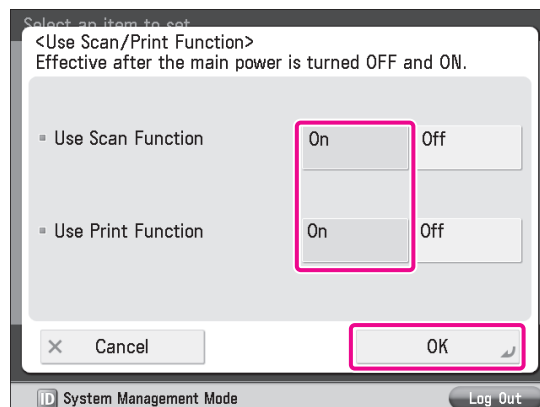 Select an item to set.
<Use Scan/Print Function>
Effective after the main power is turned OFF and ON.
Use Scan Function
On
Off
Use Print Function
On
Off
Cancel
OK
ID System Management Mode
Log Out